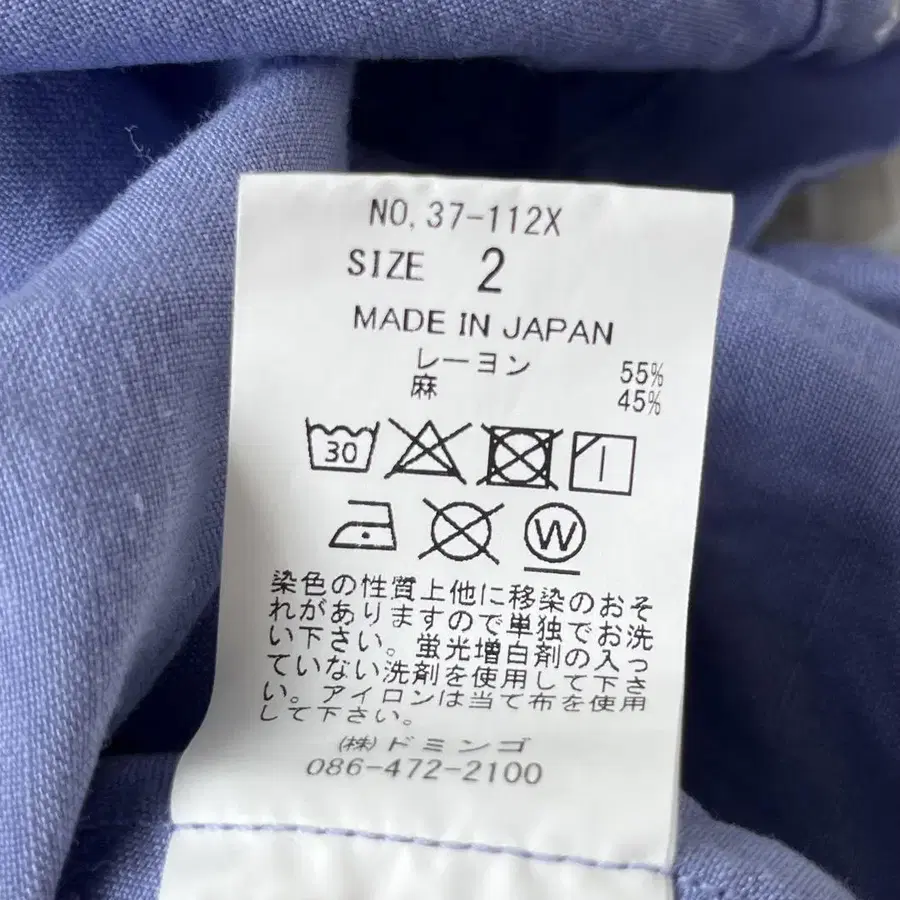 NO. 37-112X
SIZE 2
MADE IN JAPAN
レーヨン 55%
麻 45%
30
W
染色の性質上他に移染のおそ
れがありますので単独でお洗
い下さい。蛍光増白剤の入っ
ていない洗剤を使用して下さ
い。アイロンは当て布を使用
して下さい。
㈱ドミンゴ
086-472-2100